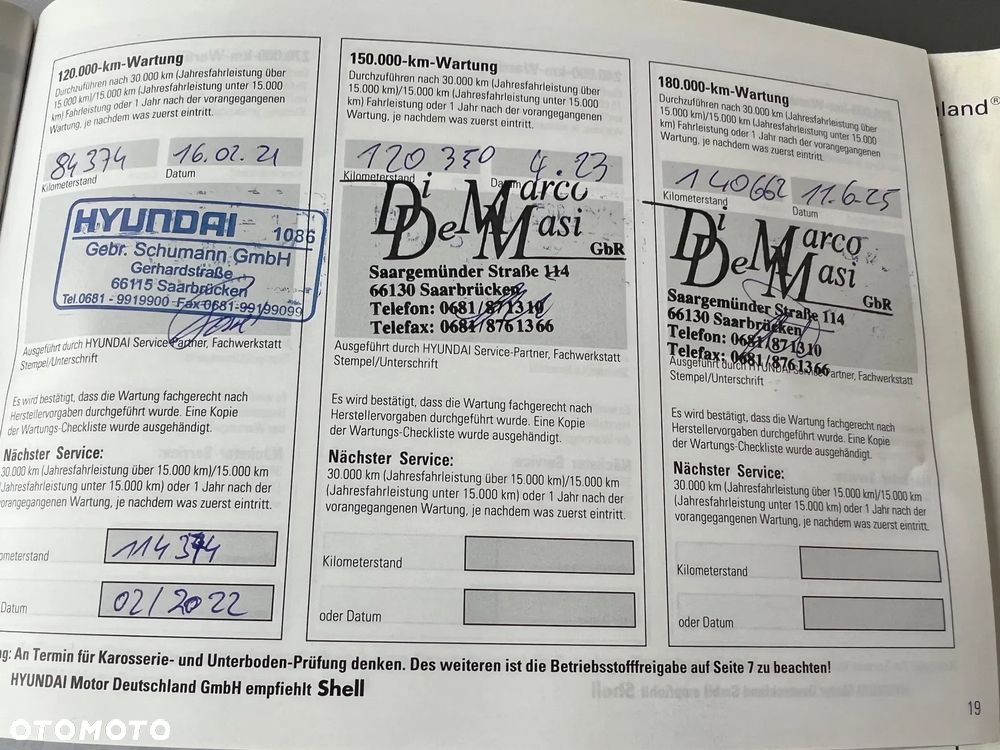 120.000-km-Wartung
Durchzuführen nach 30.000 km (Jahresfahrleistung über
15.000 km)/15.000 km (Jahresfahrleistung unter 15.000
km) Fahrleistung oder 1 Jahr nach der vorangegangenen
Wartung, je nachdem was zuerst eintritt.
84374 16.02.21
Kilometerstand Datum
HYUNDAI 1086
Gebr. Schumann GmbH
Gerhardstraße
66115 Saarbrücken
Tel.0681 - 9919900 - Fax 0681-99199099
Ausgeführt durch HYUNDAI Service-Partner, Fachwerkstatt
Stempel/Unterschrift
Es wird bestätigt, dass die Wartung fachgerecht nach
Herstellervorgaben durchgeführt wurde. Eine Kopie
der Wartungs-Checkliste wurde ausgehändigt.
Nächster Service:
30.000 km (Jahresfahrleistung über 15.000 km)/15.000 km
(Jahresfahrleistung unter 15.000 km) oder 1 Jahr nach der
vorangegangenen Wartung, je nachdem was zuerst eintritt.
ometerstand 114374
Datum 02/2022
150.000-km-Wartung
Durchzuführen nach 30.000 km (Jahresfahrleistung über
15.000 km)/15.000 km (Jahresfahrleistung unter 15.000
km) Fahrleistung oder 1 Jahr nach der vorangegangenen
Wartung, je nachdem was zuerst eintritt.
120 350 4.23
Kilometerstand
Di Marco
De Masi
GbR
Saargemünder Straße 114
66130 Saarbrücken
Telefon: 0681/871310
Telefax: 0681/8761366
Ausgeführt durch HYUNDAI Service-Partner, Fachwerkstatt
Stempel/Unterschrift
Es wird bestätigt, dass die Wartung fachgerecht nach
Herstellervorgaben durchgeführt wurde. Eine Kopie
der Wartungs-Checkliste wurde ausgehändigt.
Nächster Service:
30.000 km (Jahresfahrleistung über 15.000 km)/15.000 km
(Jahresfahrleistung unter 15.000 km) oder 1 Jahr nach der
vorangegangenen Wartung, je nachdem was zuerst eintritt.
Kilometerstand
oder Datum
180.000-km-Wartung
Durchzuführen nach 30.000 km (Jahresfahrleistung über
15.000 km)/15.000 km (Jahresfahrleistung unter 15.000
km) Fahrleistung oder 1 Jahr nach der vorangegangenen
Wartung, je nachdem was zuerst eintritt.
140662 11.6.25
Kilometerstand Datum
Di Marco
De Masi
GbR
Saargemünder Straße 114
66130 Saarbrücken
Telefon: 0681/871310
Telefax: 0681/8761366
Ausgeführt durch HYUNDAI Service-Partner, Fachwerkstatt
Stempel/Unterschrift
Es wird bestätigt, dass die Wartung fachgerecht nach
Herstellervorgaben durchgeführt wurde. Eine Kopie
der Wartungs-Checkliste wurde ausgehändigt.
Nächster Service:
30.000 km (Jahresfahrleistung über 15.000 km)/15.000 km
(Jahresfahrleistung unter 15.000 km) oder 1 Jahr nach der
vorangegangenen Wartung, je nachdem was zuerst eintritt.
Kilometerstand
oder Datum
g: An Termin für Karosserie- und Unterboden-Prüfung denken. Des weiteren ist die Betriebsstofffreigabe auf Seite 7 zu beachten!
HYUNDAI Motor Deutschland GmbH empfiehlt Shell
19
land®
OTOMOTO